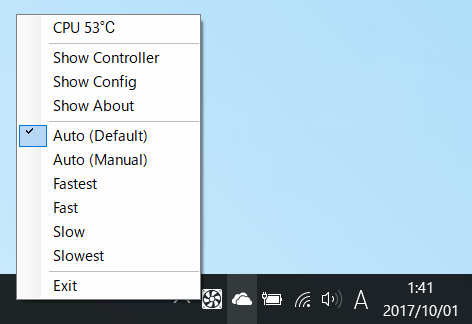 CPU 53°C
Show Controller
Show Config
Show About
Auto (Default)
Auto (Manual)
Fastest
Fast
Slow
Slowest
Exit
A
1:41
2017/10/01